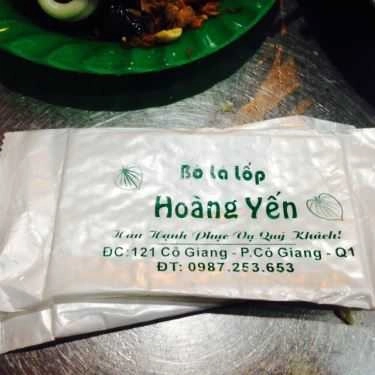 Bò la lốp
Hoàng Yến
Hân Hạnh Phục Vụ Quý Khách!
ĐC:121 Cô Giang - P.Cô Giang - Q1
ĐT: 0987.253.653